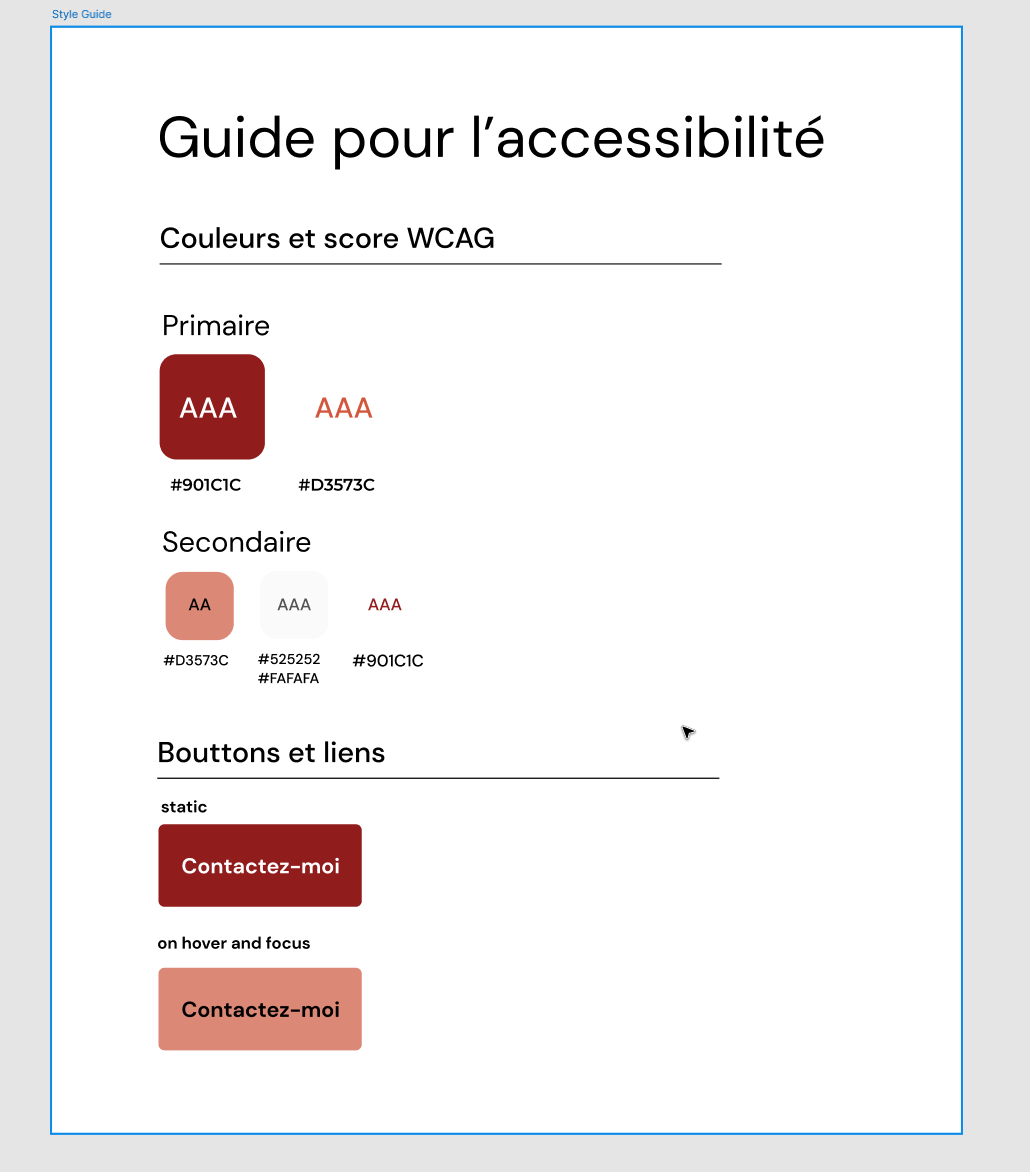 Style Guide
Guide pour l’accessibilité
Couleurs et score WCAG
Primaire
AAA AAA
#901C1C #D3573C
Secondaire
AA AAA AAA
#D3573C #525252 #901C1C
#FAFAFA
Bouttons et liens
static
Contactez-moi
on hover and focus
Contactez-moi